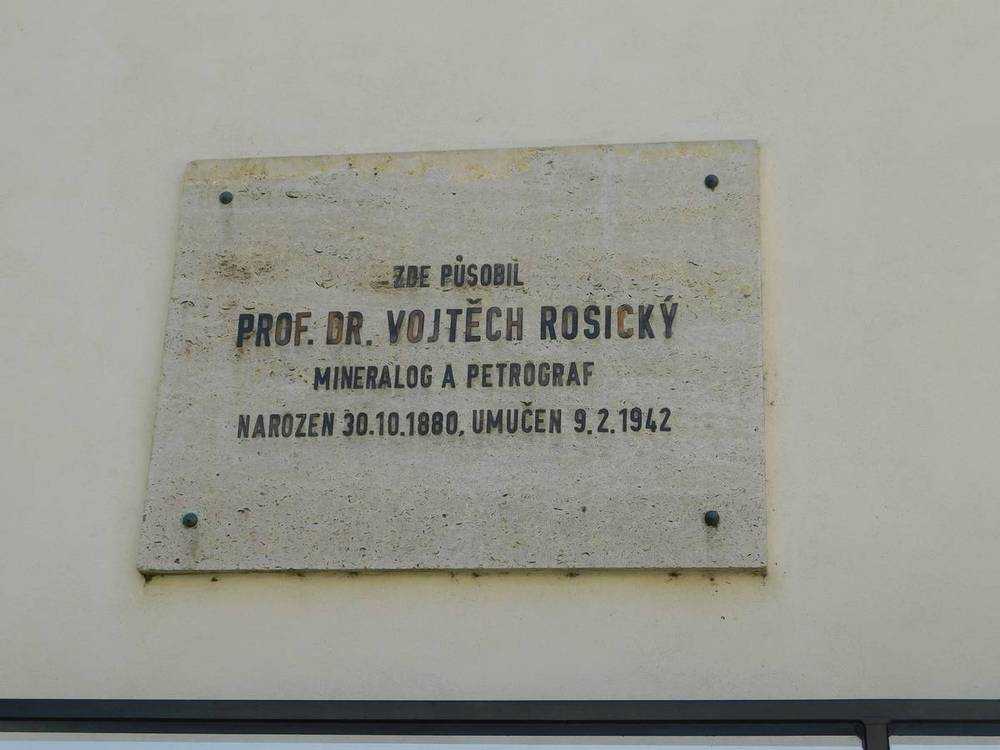 ZDE PŮSOBIL
PROF. DR. VOJTĚCH ROSICKÝ
MINERALOG A PETROGRAF
NAROZEN 30.10.1880, UMUČEN 9.2.1942